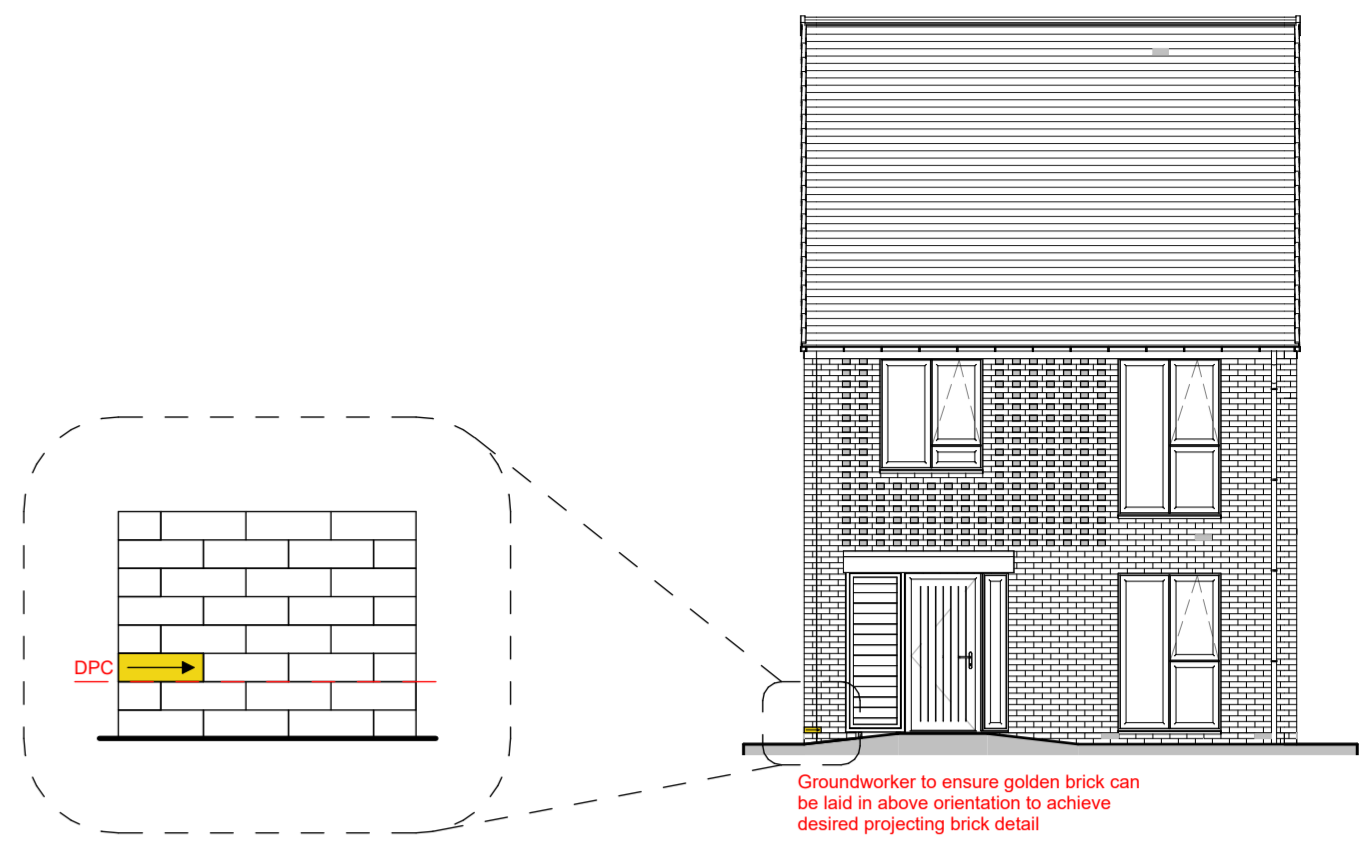 DPC
Groundworker to ensure golden brick can
be laid in above orientation to achieve
desired projecting brick detail